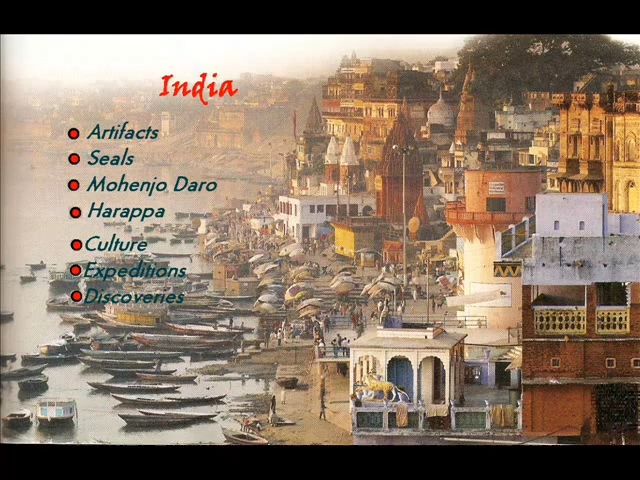 India
Artifacts
Seals
Mohenjo Daro
Harappa
Culture
Expeditions
Discoveries